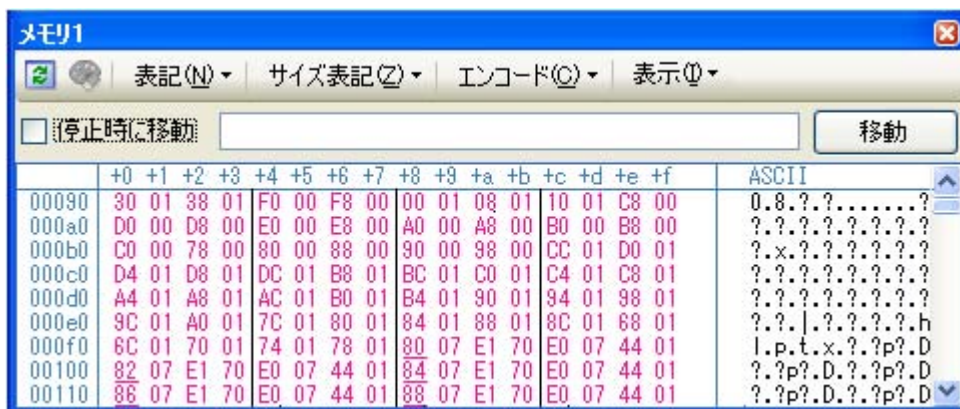 メモリ1
表記(N) サイズ表記(Z) エンコード(O) 表示(I)
停止時に移動 移動
+0 +1 +2 +3 +4 +5 +6 +7 +8 +9 +a +b +c +d +e +f ASCII
00090 30 01 38 01 F0 00 F8 00 00 01 08 01 10 01 C8 00 0.8.?.?.......?
000a0 D0 00 D8 00 E0 00 E8 00 A0 00 A8 00 B0 00 B8 00 ?.?.?.?.?.?.?.?
000b0 C0 00 78 00 80 00 88 00 90 00 98 00 CC 01 D0 01 ?.x.?.?.?.?.?.?
000c0 D4 01 D8 01 DC 01 B8 01 BC 01 C0 01 C4 01 C8 01 ?.?.?.?.?.?.?.?
000d0 A4 01 A8 01 AC 01 B0 01 B4 01 90 01 94 01 98 01 ?.?.?.?.?.?.?.?
000e0 9C 01 A0 01 7C 01 80 01 84 01 88 01 8C 01 68 01 ?.?.|.?.?.?.?.h
000f0 6C 01 70 01 74 01 78 01 80 07 E1 70 E0 07 44 01 l.p.t.x.?.?p?.D
00100 82 07 E1 70 E0 07 44 01 84 07 E1 70 E0 07 44 01 ?.?p?.D.?.?p?.D
00110 86 07 E1 70 E0 07 44 01 88 07 E1 70 E0 07 44 01 ?.?p?.D.?.?p?.D